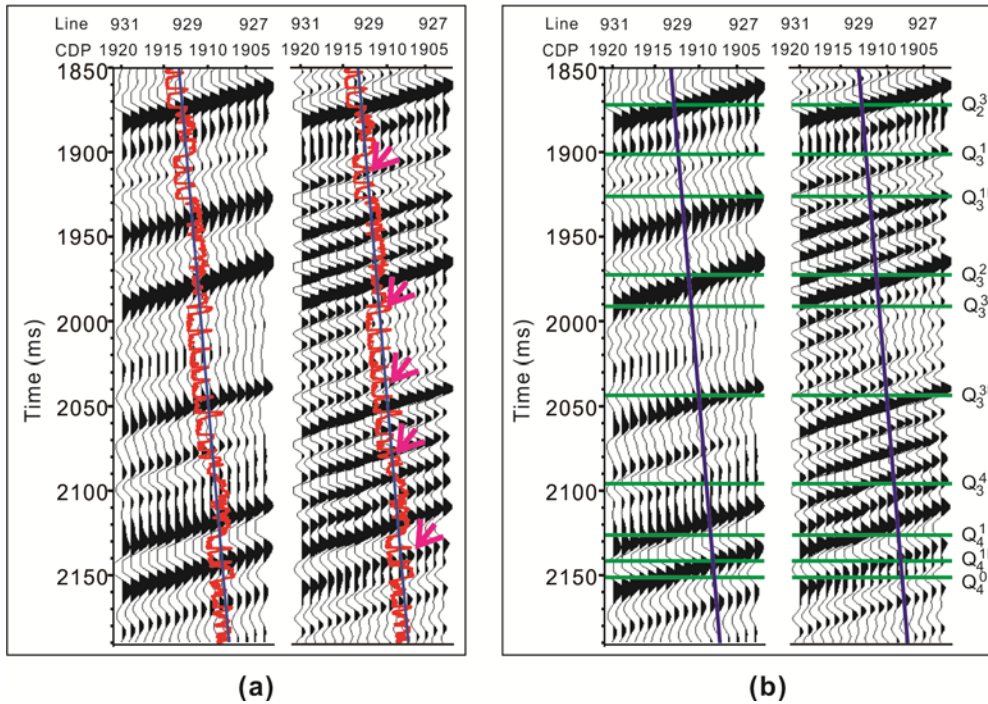 Line 931 929 927 931 929 927
CDP 1920 1915 1910 1905 1920 1915 1910 1905
1850
1900
1950
2000
2050
2100
2150
Time (ms)
(a)
Line 931 929 927 931 929 927
CDP 1920 1915 1910 1905 1920 1915 1910 1905
1850
1900
1950
2000
2050
2100
2150
Time (ms)
Q₂³
Q₃¹
Q₃²
Q₃³
Q₃⁴
Q₄¹
Q₄⁰
(b)